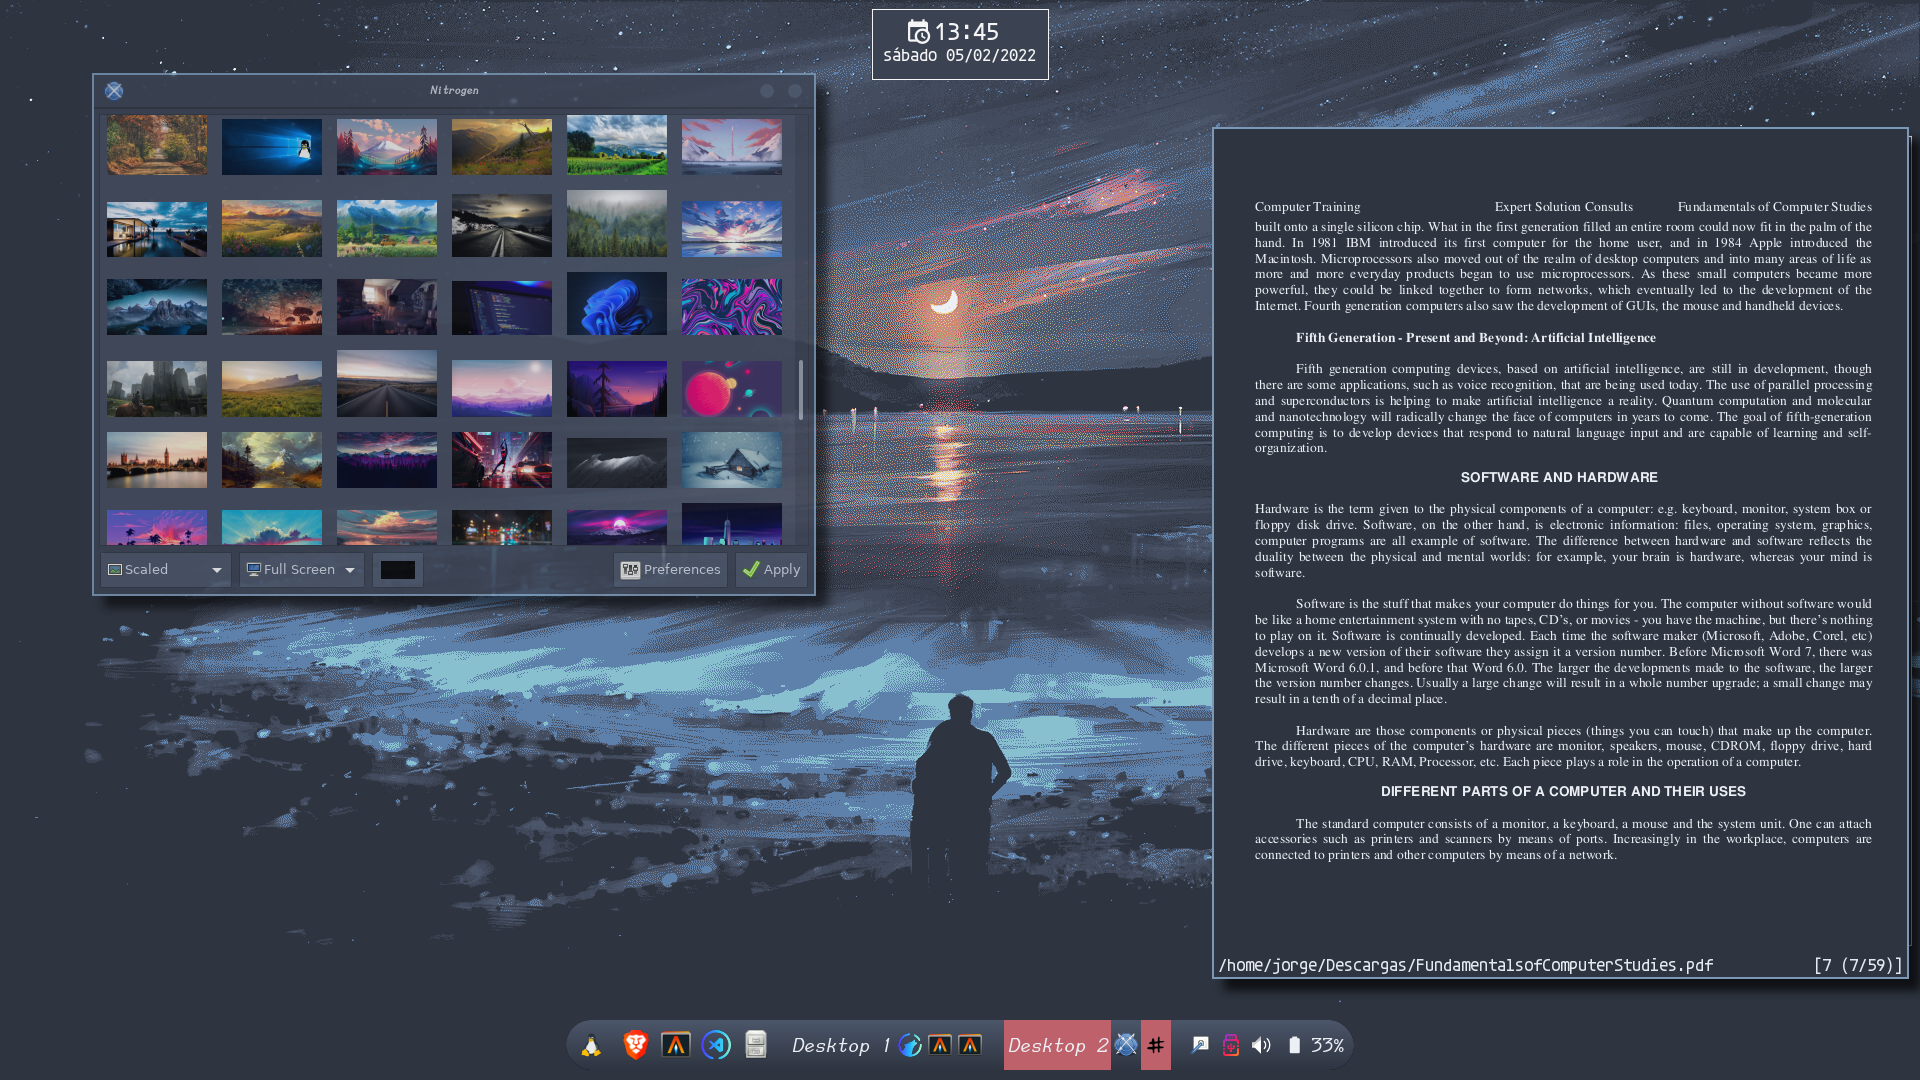 13:45
sábado 05/02/2022
Nitrogen
Scaled
Full Screen
Preferences
Apply
Computer Training Expert Solution Consults Fundamentals of Computer Studies
built onto a single silicon chip. What in the first generation filled an entire room could now fit in the palm of the
hand. In 1981 IBM introduced its first computer for the home user, and in 1984 Apple introduced the
Macintosh. Microprocessors also moved out of the realm of desktop computers and into many areas of life as
more and more everyday products began to use microprocessors. As these small computers became more
powerful, they could be linked together to form networks, which eventually led to the development of the
Internet. Fourth generation computers also saw the development of GUIs, the mouse and handheld devices.
Fifth Generation - Present and Beyond: Artificial Intelligence
Fifth generation computing devices, based on artificial intelligence, are still in development, though
there are some applications, such as voice recognition, that are being used today. The use of parallel processing
and superconductors is helping to make artificial intelligence a reality. Quantum computation and molecular
and nanotechnology will radically change the face of computers in years to come. The goal of fifth-generation
computing is to develop devices that respond to natural language input and are capable of learning and self-
organization.
SOFTWARE AND HARDWARE
Hardware is the term given to the physical components of a computer: e.g. keyboard, monitor, system box or
floppy disk drive. Software, on the other hand, is electronic information: files, operating system, graphics,
computer programs are all example of software. The difference between hardware and software reflects the
duality between the physical and mental worlds: for example, your brain is hardware, whereas your mind is
software.
Software is the stuff that makes your computer do things for you. The computer without software would
be like a home entertainment system with no tapes, CD's, or movies - you have the machine, but there's nothing
to play on it. Software is continually developed. Each time the software maker (Microsoft, Adobe, Corel, etc)
develops a new version of their software they assign it a version number. Before Microsoft Word 7, there was
Microsoft Word 6.0.1, and before that Word 6.0. The larger the developments made to the software, the larger
the version number changes. Usually a large change will result in a whole number upgrade; a small change may
result in a tenth of a decimal place.
Hardware are those components or physical pieces (things you can touch) that make up the computer.
The different pieces of the computer's hardware are monitor, speakers, mouse, CDROM, floppy drive, hard
drive, keyboard, CPU, RAM, Processor, etc. Each piece plays a role in the operation of a computer.
DIFFERENT PARTS OF A COMPUTER AND THEIR USES
The standard computer consists of a monitor, a keyboard, a mouse and the system unit. One can attach
accessories such as printers and scanners by means of ports. Increasingly in the workplace, computers are
connected to printers and other computers by means of a network.
/home/jorge/Descargas/FundamentalsofComputerStudies.pdf [7 (7/59)]
Desktop 1 Desktop 2 # 33%